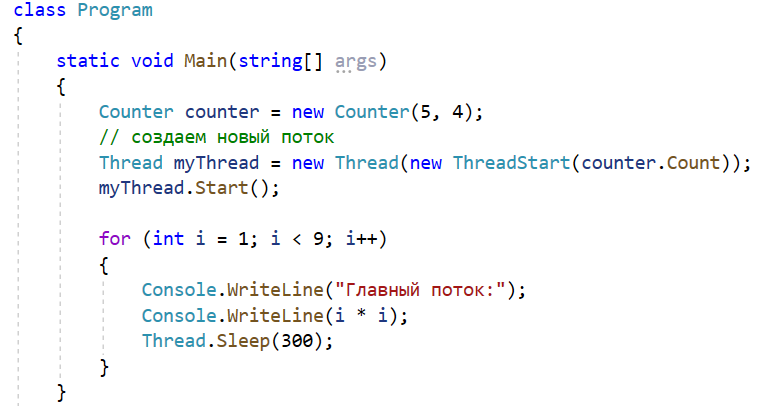 class Program
{
static void Main(string[] args)
{
Counter counter = new Counter(5, 4);
// создаем новый поток
Thread myThread = new Thread(new ThreadStart(counter.Count));
myThread.Start();
for (int i = 1; i < 9; i++)
{
Console.WriteLine("Главный поток:");
Console.WriteLine(i * i);
Thread.Sleep(300);
}
}